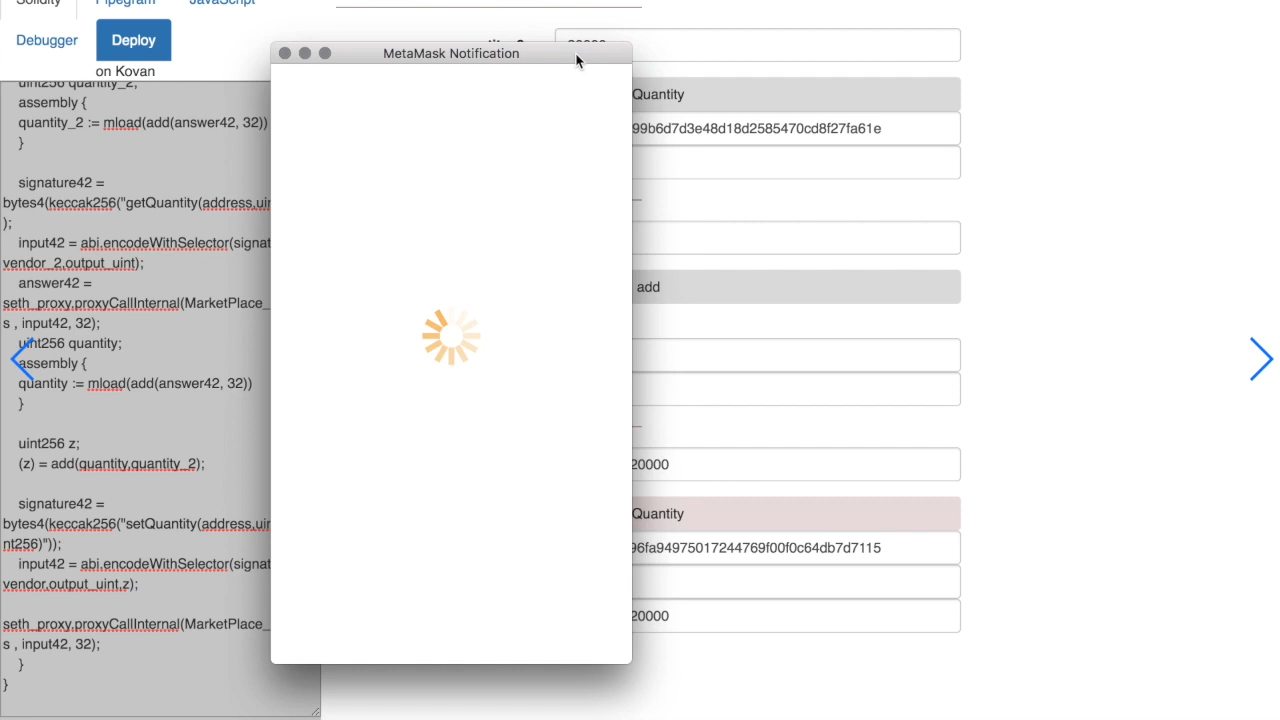 Solidity
Pipegram
JavaScript
Debugger
Deploy
on Kovan
MetaMask Notification
uint256 quantity_2;
assembly {
quantity_2 := mload(add(answer42, 32))
}
signature42 =
bytes4(keccak256("getQuantity(address,uin
);
input42 = abi.encodeWithSelector(signat
vendor_2,output_uint);
answer42 =
seth_proxy.proxyCallInternal(MarketPlace_
s , input42, 32);
uint256 quantity;
assembly {
quantity := mload(add(answer42, 32))
}
uint256 z;
(z) = add(quantity,quantity_2);
signature42 =
bytes4(keccak256("setQuantity(address,uin
nt256)"));
input42 = abi.encodeWithSelector(signat
vendor,output_uint,z);
seth_proxy.proxyCallInternal(MarketPlace_
s , input42, 32);
}
}
Quantity
99b6d7d3e48d18d2585470cd8f27fa61e
add
20000
Quantity
96fa94975017244769f00f0c64db7d7115
20000